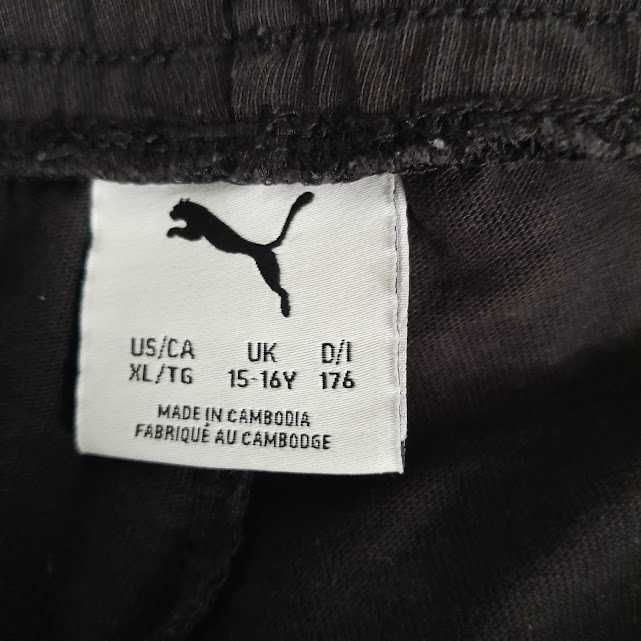 US/CA UK D/I
XL/TG 15-16Y 176
MADE IN CAMBODIA
FABRIQUÉ AU CAMBODGE